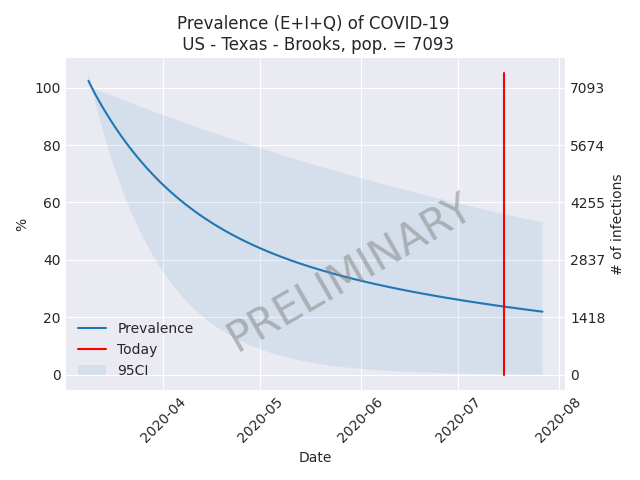 Prevalence (E+I+Q) of COVID-19
US - Texas - Brooks, pop. = 7093
100
80
60
40
20
0
%
7093
5674
4255
2837
1418
0
# of infections
PRELIMINARY
Prevalence
Today
95CI
2020-04
2020-05
2020-06
2020-07
2020-08
Date